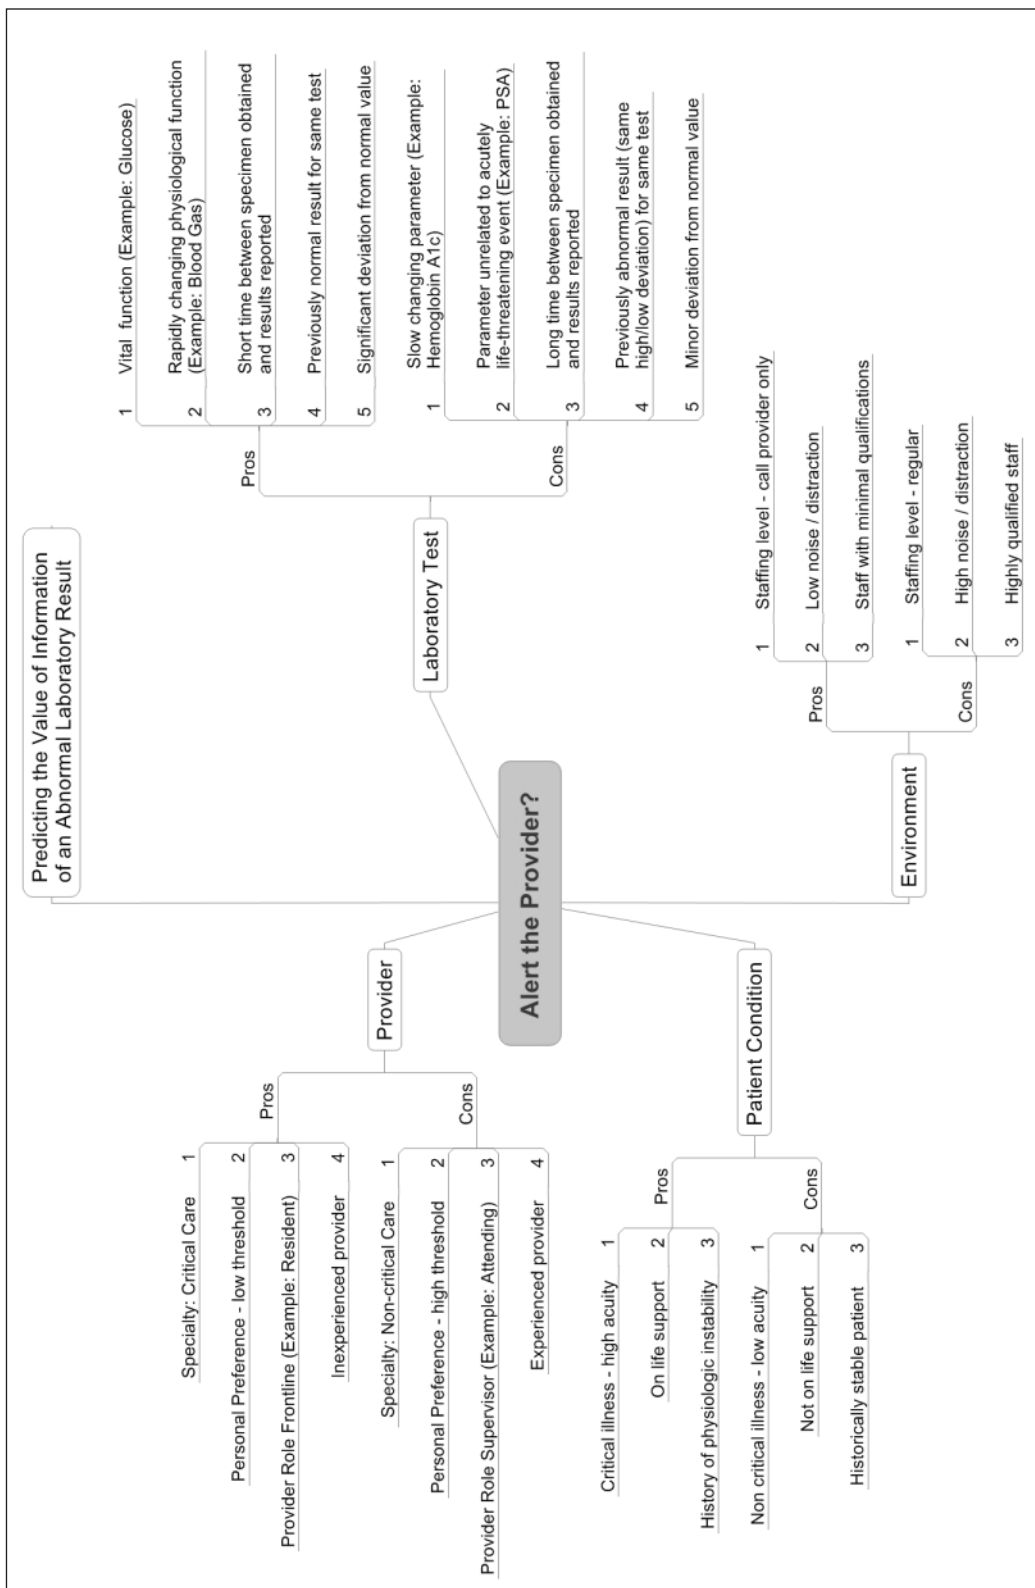 Predicting the Value of Information
of an Abnormal Laboratory Result
Alert the Provider?
Provider
Pros
Specialty: Critical Care 1
Personal Preference - low threshold 2
Provider Role Frontline (Example: Resident) 3
Inexperienced provider 4
Cons
Specialty: Non-critical Care 1
Personal Preference - high threshold 2
Provider Role Supervisor (Example: Attending) 3
Experienced provider 4
Patient Condition
Pros
Critical illness - high acuity 1
On life support 2
History of physiologic instability 3
Cons
Non critical illness - low acuity 1
Not on life support 2
Historically stable patient 3
Laboratory Test
Pros
1 Vital function (Example: Glucose)
2 Rapidly changing physiological function
(Example: Blood Gas)
3 Short time between specimen obtained
and results reported
4 Previously normal result for same test
5 Significant deviation from normal value
Cons
1 Slow changing parameter (Example:
Hemoglobin A1c)
2 Parameter unrelated to acutely
life-threatening event (Example: PSA)
3 Long time between specimen obtained
and results reported
4 Previously abnormal result (same
high/low deviation) for same test
5 Minor deviation from normal value
Environment
Pros
1 Staffing level - call provider only
2 Low noise / distraction
3 Staff with minimal qualifications
Cons
1 Staffing level - regular
2 High noise / distraction
3 Highly qualified staff